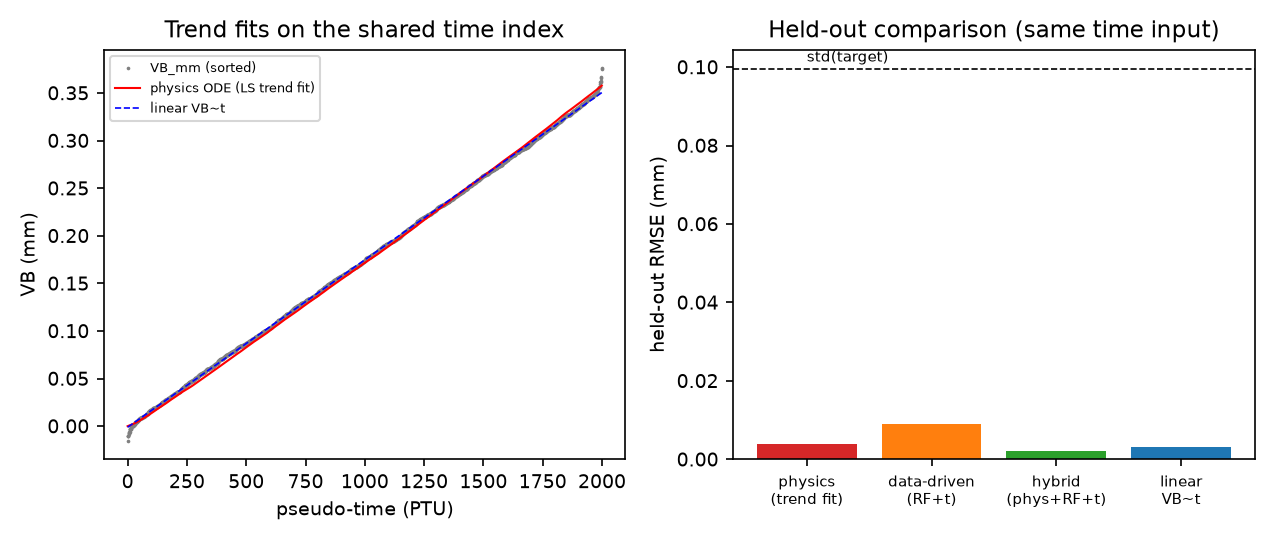 Trend fits on the shared time index
VB_mm (sorted)
physics ODE (LS trend fit)
linear VB~t
0.35
0.30
0.25
0.20
0.15
0.10
0.05
0.00
VB (mm)
0 250 500 750 1000 1250 1500 1750 2000
pseudo-time (PTU)
Held-out comparison (same time input)
std(target)
0.10
0.08
0.06
0.04
0.02
0.00
held-out RMSE (mm)
physics
(trend fit)
data-driven
(RF+t)
hybrid
(phys+RF+t)
linear
VB~t